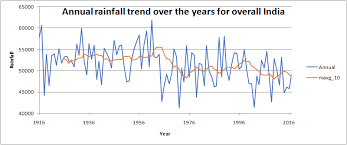 Annual rainfall trend over the years for overall India
65000
60000
55000
50000
45000
40000
Rainfall
1916
1936
1956
1976
1996
2016
Year
Annual
movg_10